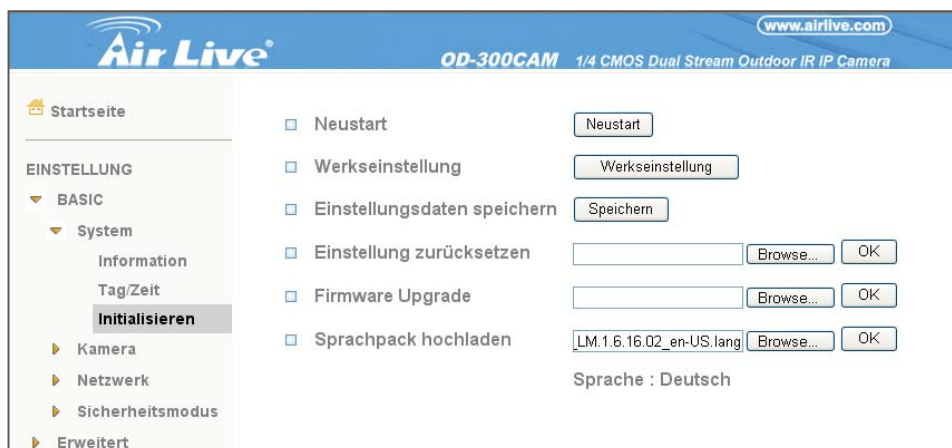 www.airlive.com
Air Live®
OD-300CAM 1/4 CMOS Dual Stream Outdoor IR IP Camera
Startseite
EINSTELLUNG
BASIC
System
Information
Tag/Zeit
Initialisieren
Kamera
Netzwerk
Sicherheitsmodus
Erweitert
Neustart Neustart
Werkseinstellung Werkseinstellung
Einstellungsdaten speichern Speichern
Einstellung zurücksetzen Browse... OK
Firmware Upgrade Browse... OK
Sprachpack hochladen _LM.1.6.16.02_en-US.lang Browse... OK
Sprache : Deutsch